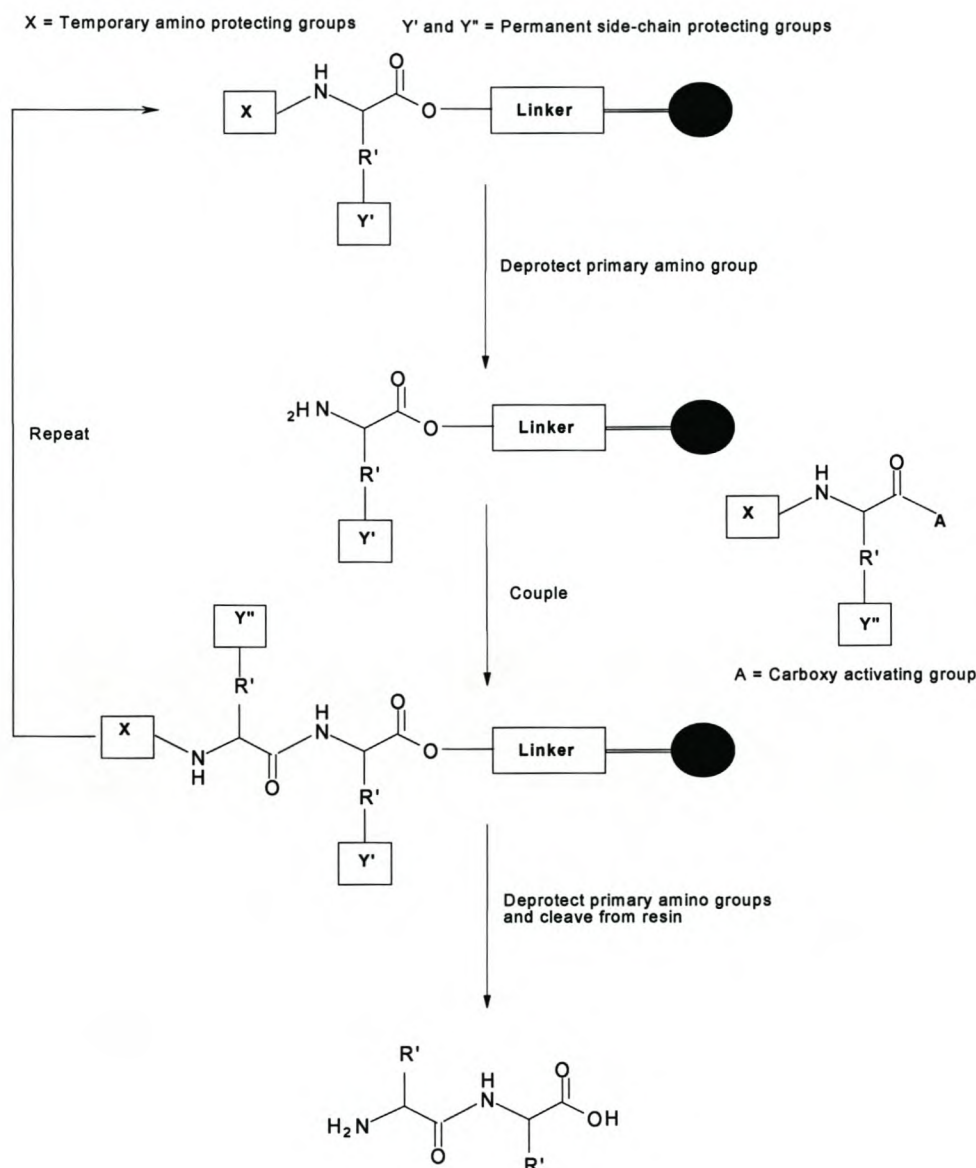 X = Temporary amino protecting groups
Y' and Y" = Permanent side-chain protecting groups
X
H
N
O
O
Linker
R'
Y'
Deprotect primary amino group
Repeat
2H N
O
O
Linker
R'
Y'
X
H
N
O
A
R'
Y"
Couple
A = Carboxy activating group
Y"
R'
X
N
H
O
H
N
O
O
Linker
R'
Y'
Deprotect primary amino groups
and cleave from resin
R'
H2N
O
H
N
O
OH
R'